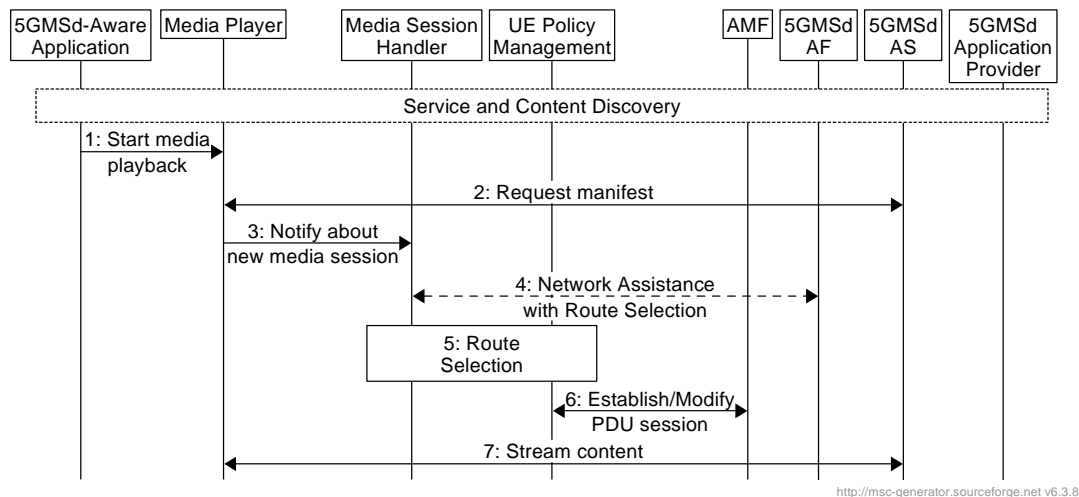 5GMSd-Aware
Application
Media Player
Media Session
Handler
UE Policy
Management
AMF
5GMSd
AF
5GMSd
AS
5GMSd
Application
Provider
Service and Content Discovery
1: Start media
playback
2: Request manifest
3: Notify about
new media session
4: Network Assistance
with Route Selection
5: Route
Selection
6: Establish/Modify
PDU session
7: Stream content
http://msc-generator.sourceforge.net v6.3.8